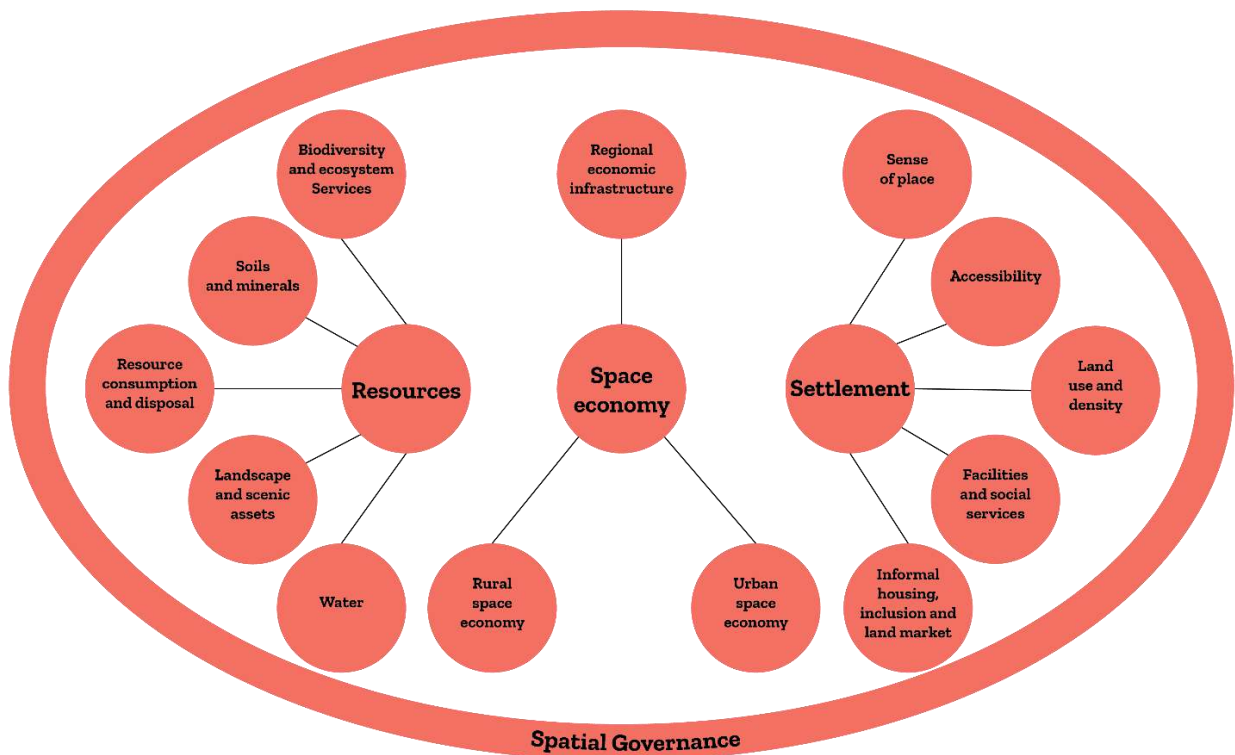 Biodiversity
and ecosystem
Services
Regional
economic
infrastructure
Sense
of place
Soils
and minerals
Accessibility
Resource
consumption
and disposal
Resources
Space
economy
Settlement
Land
use and
density
Landscape
and scenic
assets
Facilities
and social
services
Water
Rural
space
economy
Urban
space
economy
Informal
housing,
inclusion and
land market
Spatial Governance